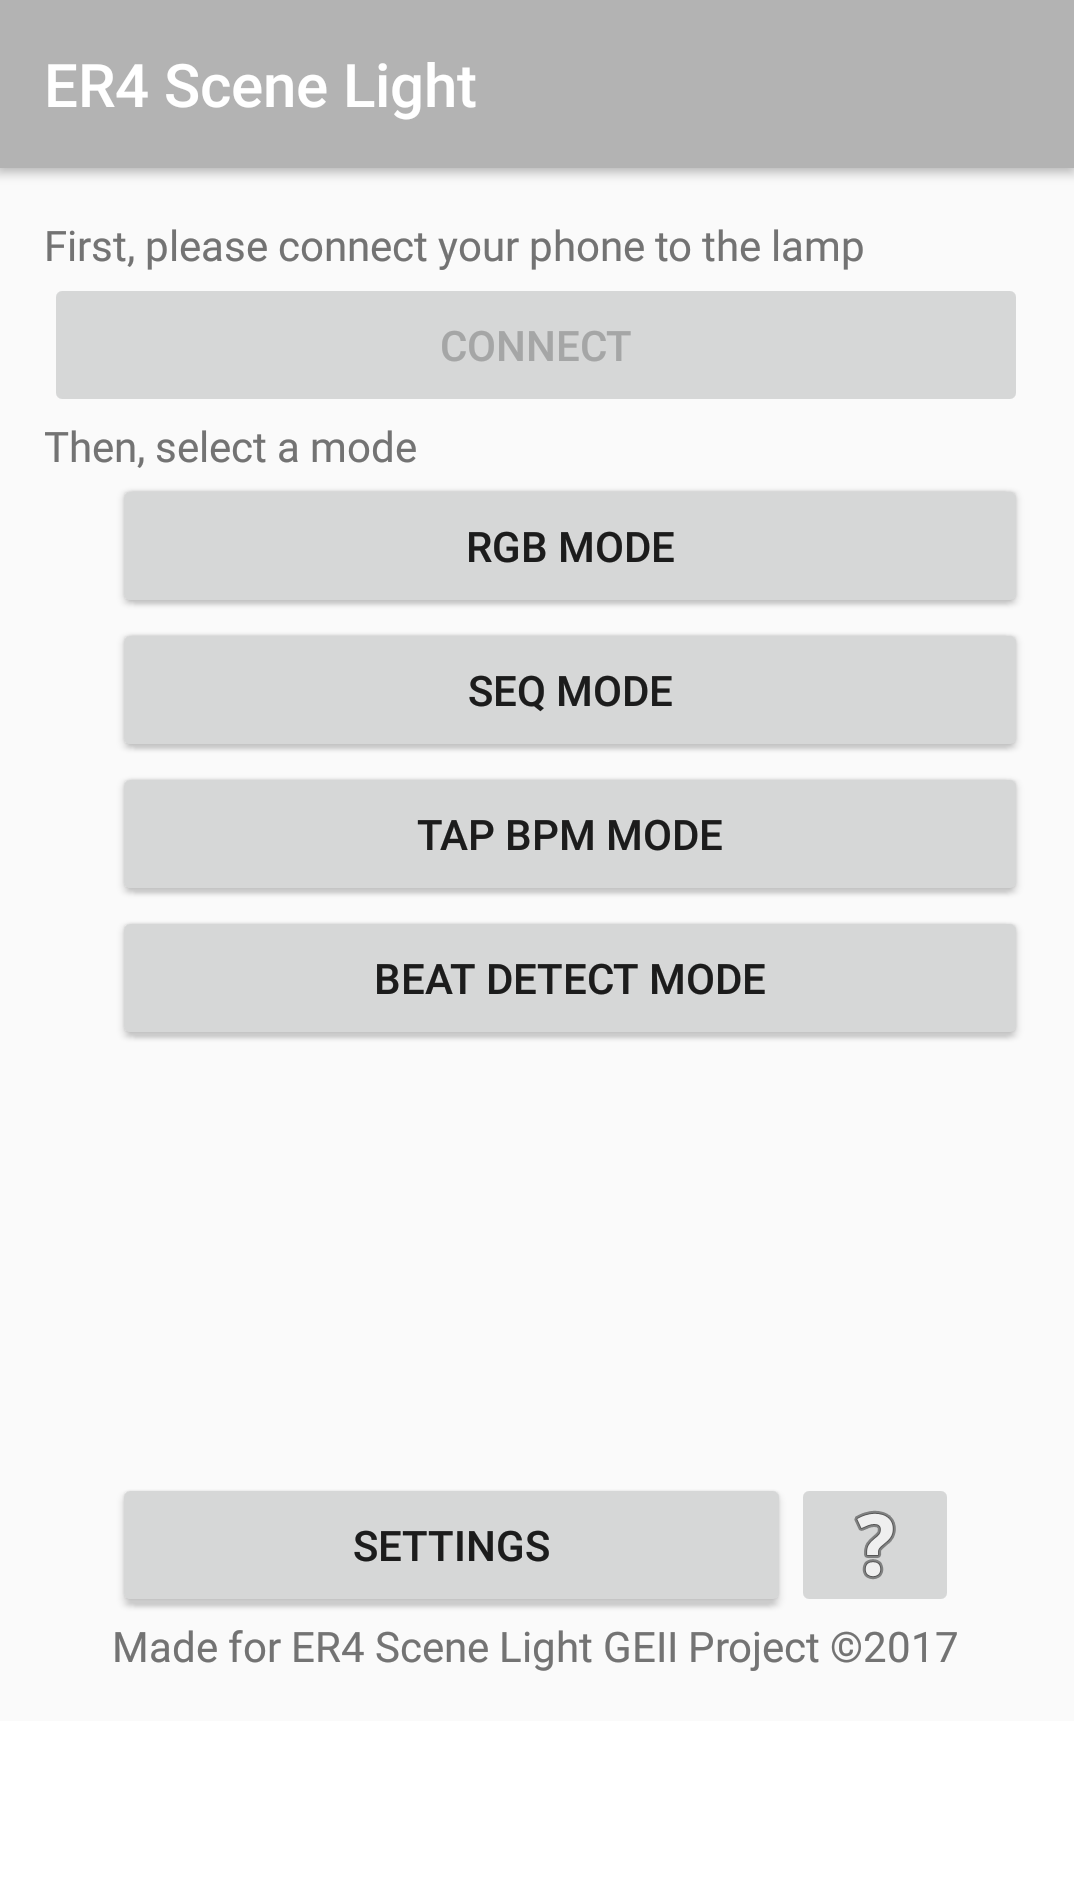 ER4 Scene Light
First, please connect your phone to the lamp
CONNECT
Then, select a mode
RGB MODE
SEQ MODE
TAP BPM MODE
BEAT DETECT MODE
SETTINGS
?
Made for ER4 Scene Light GEII Project ©2017